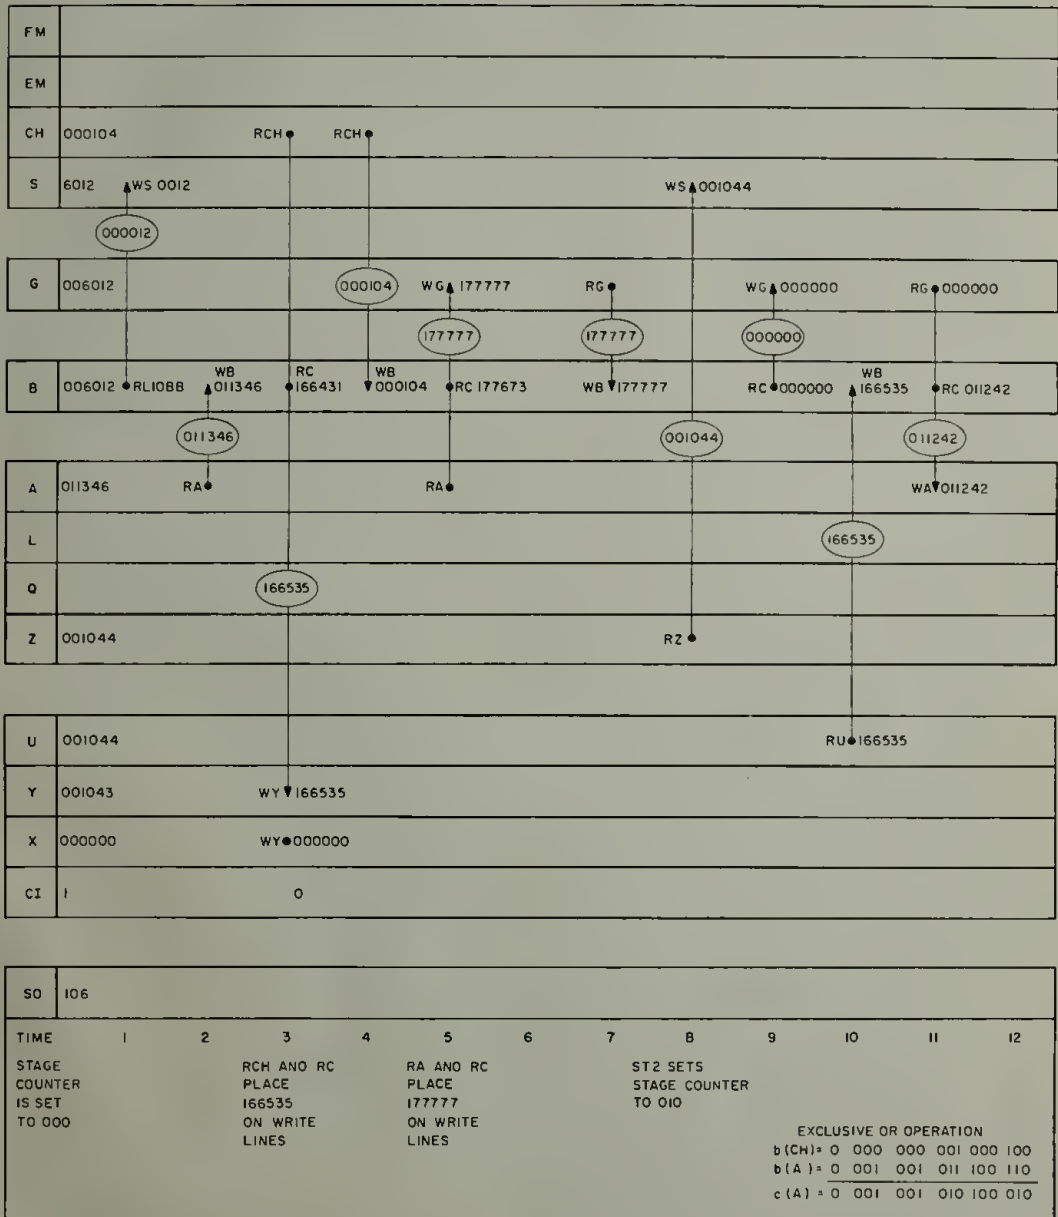 FM
EM
CH 000104 RCH RCH
S 6012 WS 0012 WS 001044
000012
G 006012 000104 WG 177777 RG WG 000000 RG 000000
177777 177777 000000
WB RC WB WB
B 006012 RL10BB 011346 166431 000104 RC 177673 WB 177777 RC 000000 166535 RC 011242
011346 001044 011242
A 011346 RA RA WA 011242
L 166535
Q 166535
Z 001044 RZ
U 001044 RU 166535
Y 001043 WY 166535
X 000000 WY 000000
CI 1 0
SO 106
TIME 1 2 3 4 5 6 7 8 9 10 11 12
STAGE RCH AND RC RA AND RC ST2 SETS
COUNTER PLACE PLACE STAGE COUNTER
IS SET 166535 177777 TO 010
TO 000 ON WRITE ON WRITE
LINES LINES
EXCLUSIVE OR OPERATION
b(CH)= 0 000 000 001 000 100
b(A)= 0 001 001 011 100 110
c(A) = 0 001 001 010 100 010